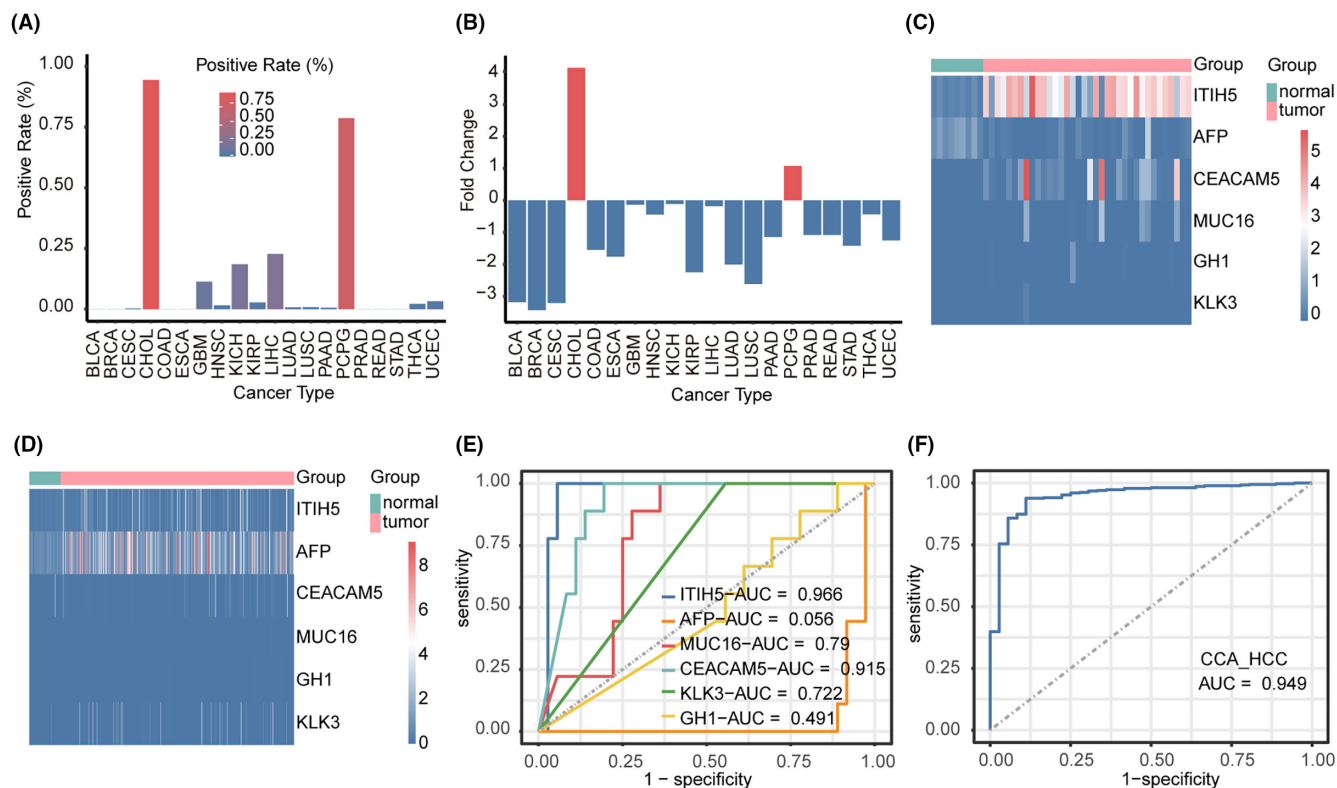 (A)
Positive Rate (%)
1.00
0.75
0.50
0.25
0.00
Positive Rate (%)
0.75
0.50
0.25
0.00
BLCA
BRCA
CESC
CHOL
COAD
ESCA
GBM
HNSC
KICH
KIRP
LIHC
LUAD
LUSC
PAAD
PCPG
PRAD
READ
STAD
THCA
UCEC
Cancer Type
(B)
Fold Change
4
3
2
1
0
−1
−2
−3
BLCA
BRCA
CESC
CHOL
COAD
ESCA
GBM
HNSC
KICH
KIRP
LIHC
LUAD
LUSC
PAAD
PCPG
PRAD
READ
STAD
THCA
UCEC
Cancer Type
(C)
Group
ITIH5
AFP
CEACAM5
MUC16
GH1
KLK3
Group
normal
tumor
5
4
3
2
1
0
(D)
Group
ITIH5
AFP
CEACAM5
MUC16
GH1
KLK3
Group
normal
tumor
8
6
4
2
0
(E)
sensitivity
1.00
0.75
0.50
0.25
0.00
ITIH5−AUC = 0.966
AFP−AUC = 0.056
MUC16−AUC = 0.79
CEACAM5−AUC = 0.915
KLK3−AUC = 0.722
GH1−AUC = 0.491
0.00 0.25 0.50 0.75 1.00
1 − specificity
(F)
sensitivity
1.00
0.75
0.50
0.25
0.00
CCA_HCC
AUC = 0.949
0.00 0.25 0.50 0.75 1.00
1-specificity